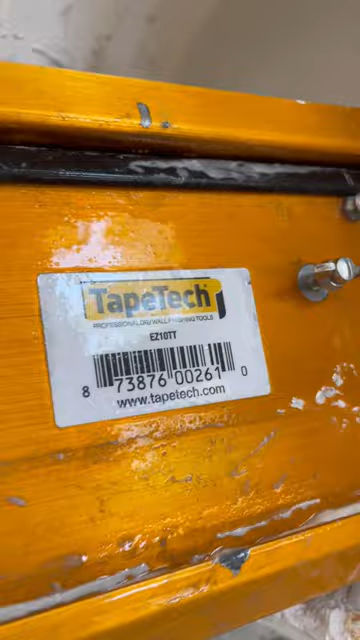 TapeTech
PROFESSIONAL DRYWALL FINISHING TOOLS
EZ10TT
8 73876 00261 0
www.tapetech.com